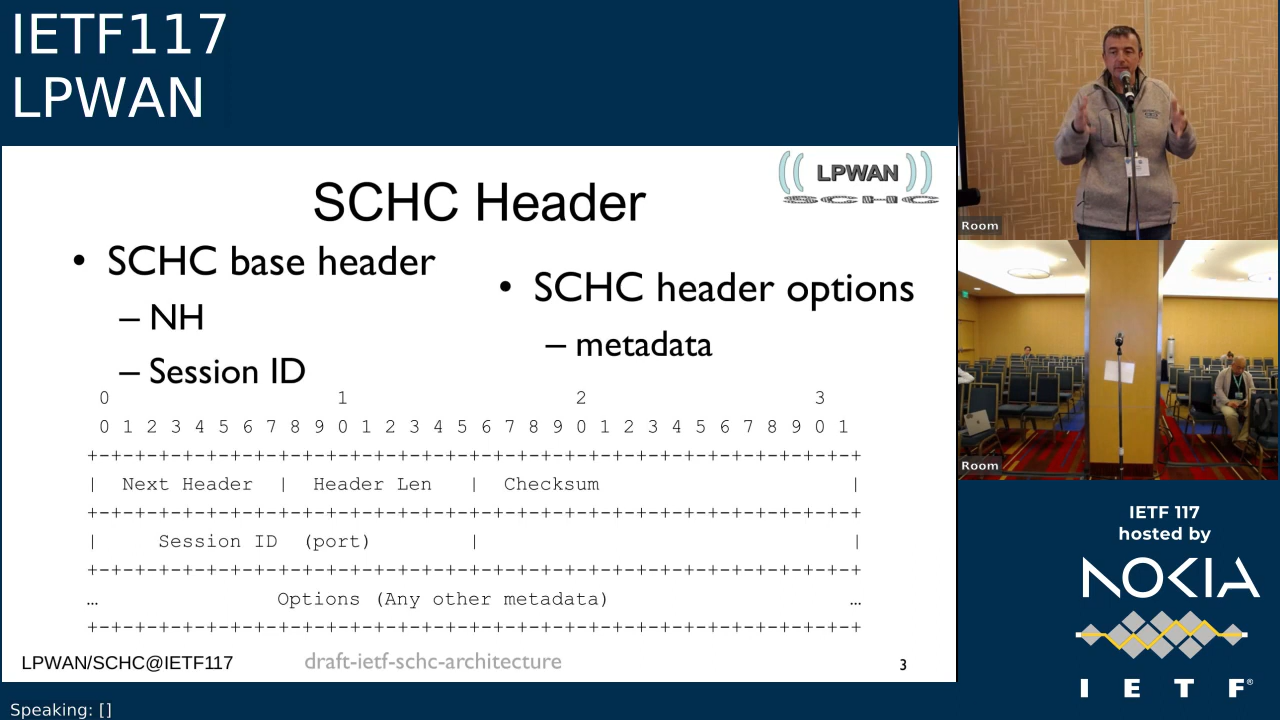 IETF117
LPWAN
LPWAN
SCHC
SCHC Header
• SCHC base header
– NH
– Session ID
• SCHC header options
– metadata
0 1 2 3
0 1 2 3 4 5 6 7 8 9 0 1 2 3 4 5 6 7 8 9 0 1 2 3 4 5 6 7 8 9 0 1
+-+-+-+-+-+-+-+-+-+-+-+-+-+-+-+-+-+-+-+-+-+-+-+-+-+-+-+-+-+-+-+-+
| Next Header | Header Len | Checksum |
+-+-+-+-+-+-+-+-+-+-+-+-+-+-+-+-+-+-+-+-+-+-+-+-+-+-+-+-+-+-+-+-+
| Session ID (port) | |
+-+-+-+-+-+-+-+-+-+-+-+-+-+-+-+-+-+-+-+-+-+-+-+-+-+-+-+-+-+-+-+-+
… Options (Any other metadata) …
+-+-+-+-+-+-+-+-+-+-+-+-+-+-+-+-+-+-+-+-+-+-+-+-+-+-+-+-+-+-+-+-+
LPWAN/SCHC@IETF117 draft-ietf-schc-architecture 3
Speaking: []
Room
Room
IETF 117
hosted by
NOKIA
I E T F®